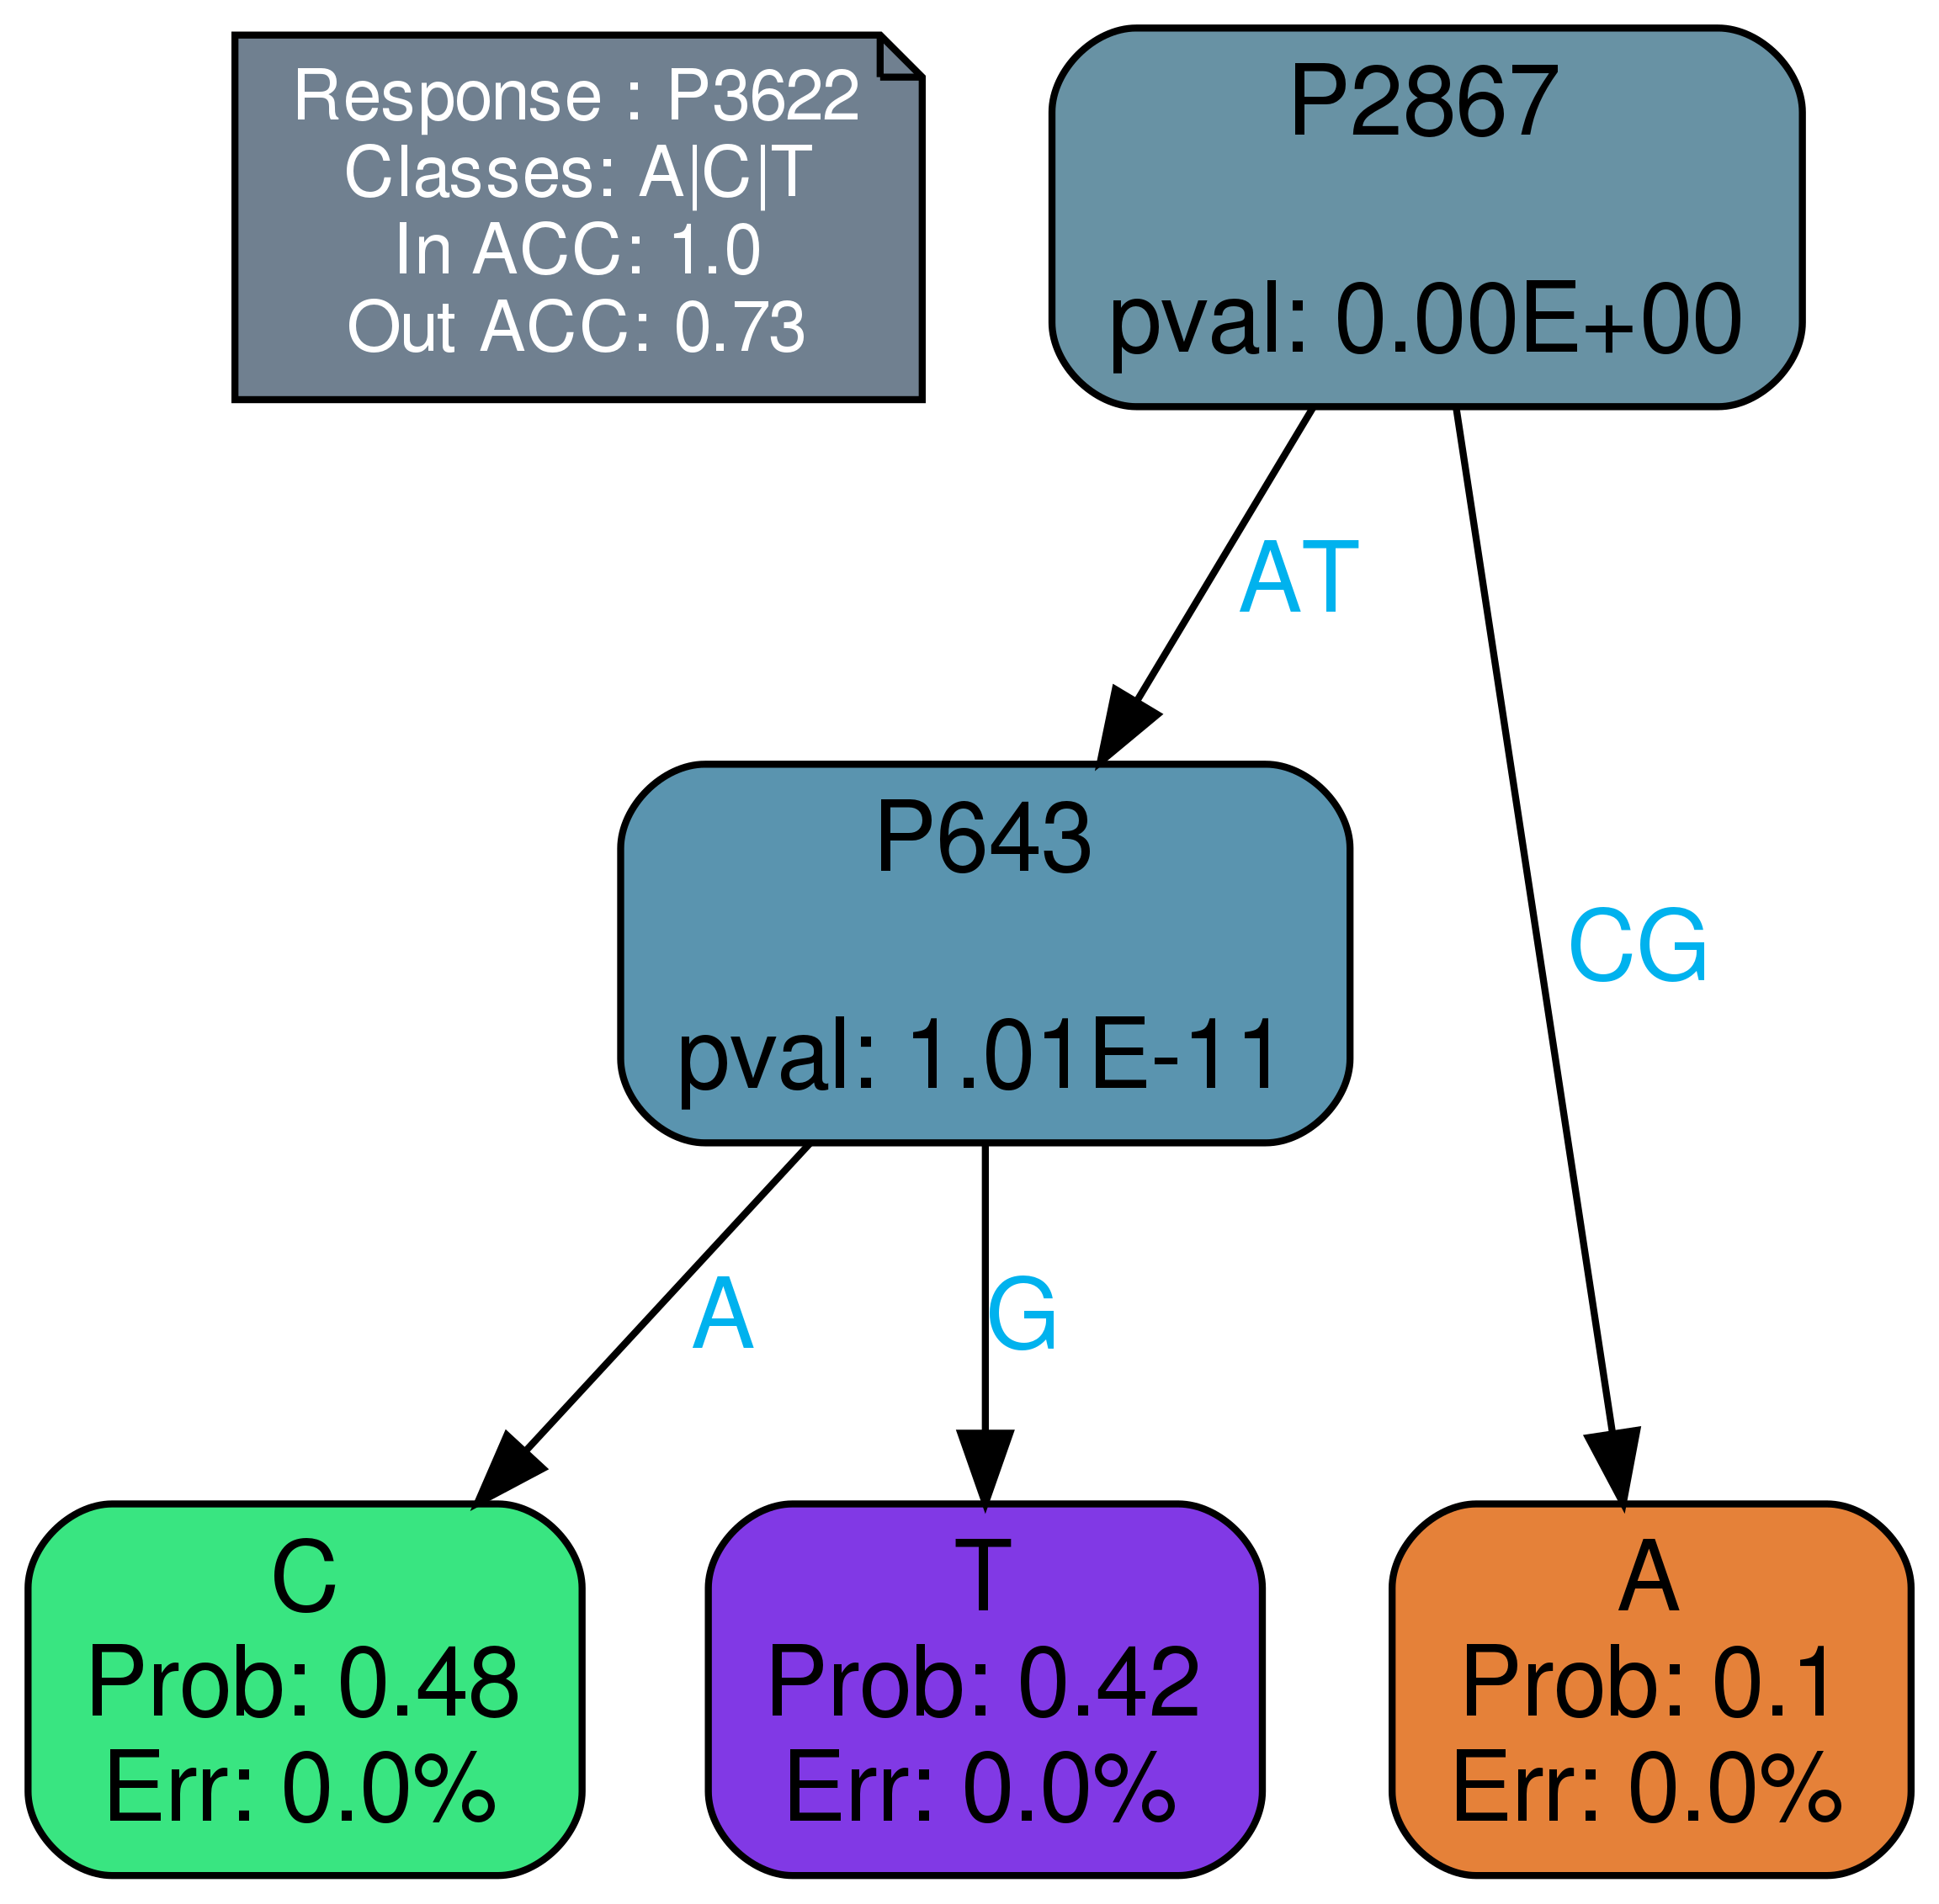 Response : P3622
Classes: A|C|T
In ACC: 1.0
Out ACC: 0.73
P2867
pval: 0.00E+00
AT
CG
P643
pval: 1.01E-11
A
G
C
Prob: 0.48
Err: 0.0%
T
Prob: 0.42
Err: 0.0%
A
Prob: 0.1
Err: 0.0%